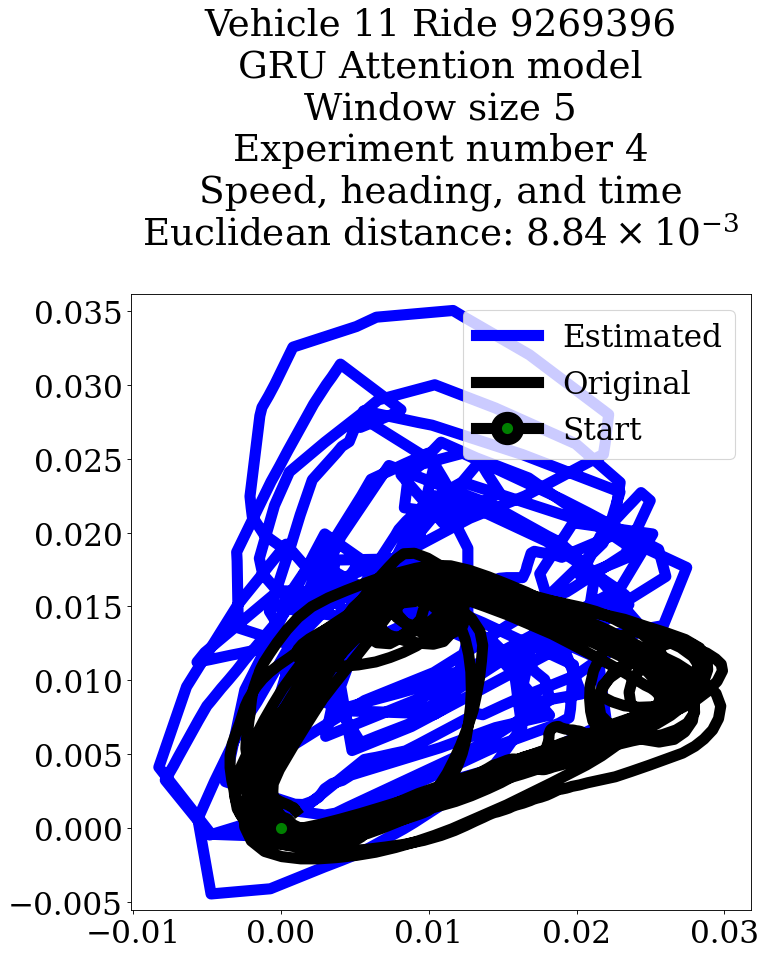 Vehicle 11 Ride 9269396
GRU Attention model
Window size 5
Experiment number 4
Speed, heading, and time
Euclidean distance: 8.84 × 10⁻³
0.035
0.030
0.025
0.020
0.015
0.010
0.005
0.000
−0.005
Estimated
Original
Start
−0.01 0.00 0.01 0.02 0.03